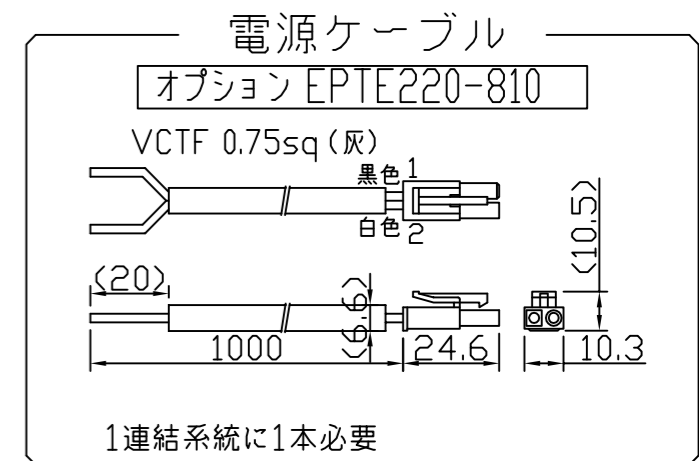 電源ケーブル
オプション EPTE220-810
VCTF 0.75sq (灰)
黒色 1
白色 2
(20)
(6.6)
(10.5)
1000
24.6
10.3
1連結系統に1本必要